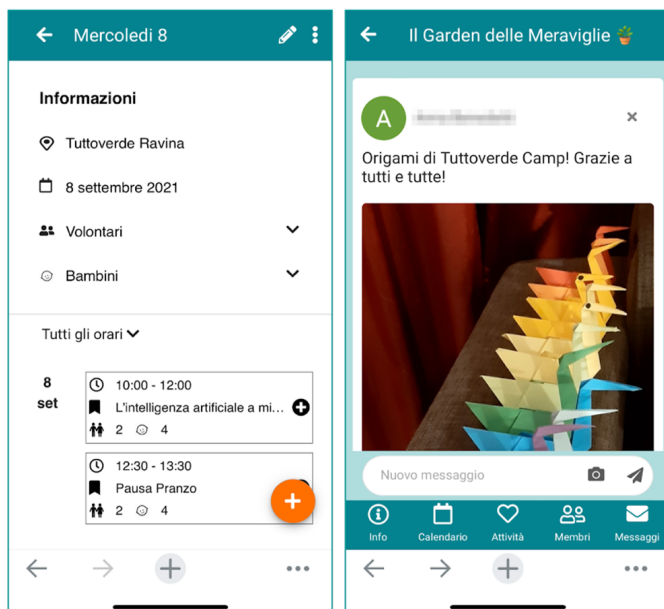 Mercoledi 8
Informazioni
Tuttoverde Ravina
8 settembre 2021
Volontari
Bambini
Tutti gli orari
8
set
10:00 - 12:00
L'intelligenza artificiale a mi...
2 4
12:30 - 13:30
Pausa Pranzo
2 4
Il Garden delle Meraviglie
A
Origami di Tuttoverde Camp! Grazie a
tutti e tutte!
Nuovo messaggio
Info Calendario Attività Membri Messaggi